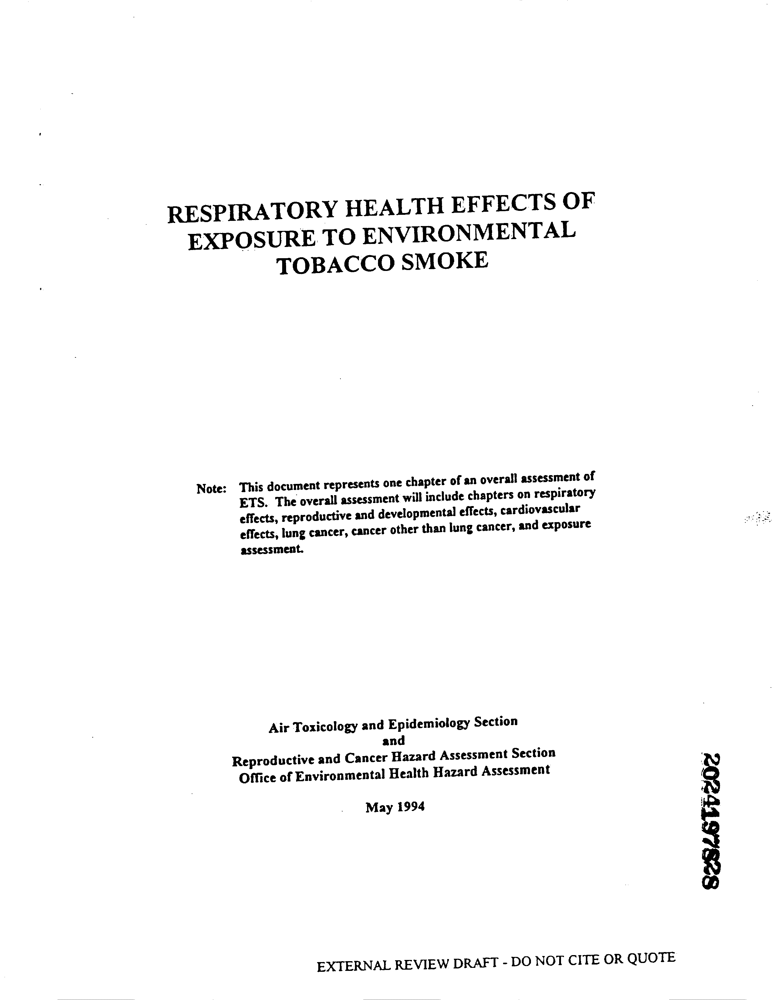 RESPIRATORY HEALTH EFFECTS OF
EXPOSURE TO ENVIRONMENTAL
TOBACCO SMOKE
Note: This document represents one chapter of an overall assessment of
ETS. The overall assessment will include chapters on respiratory
effects, reproductive and developmental effects, cardiovascular
effects, lung cancer, cancer other than lung cancer, and exposure
assessment.
Air Toxicology and Epidemiology Section
and
Reproductive and Cancer Hazard Assessment Section
Office of Environmental Health Hazard Assessment
May 1994
2024197828
EXTERNAL REVIEW DRAFT - DO NOT CITE OR QUOTE